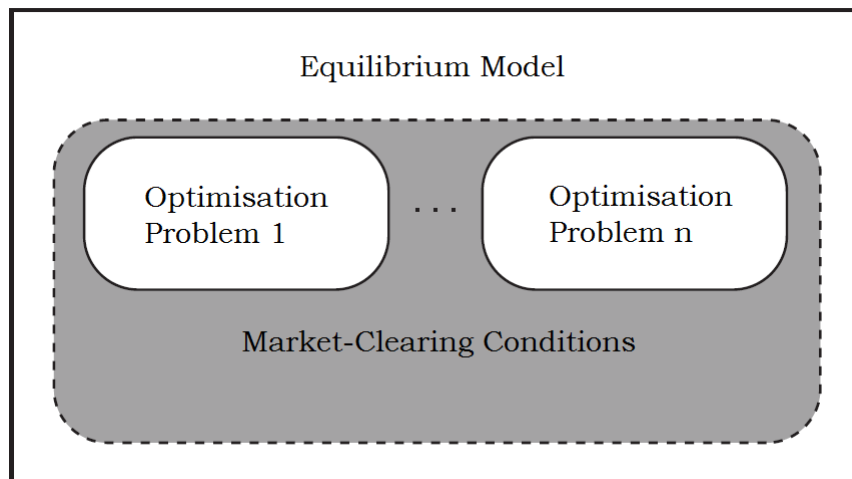 Equilibrium Model
Optimisation
Problem 1
...
Optimisation
Problem n
Market-Clearing Conditions